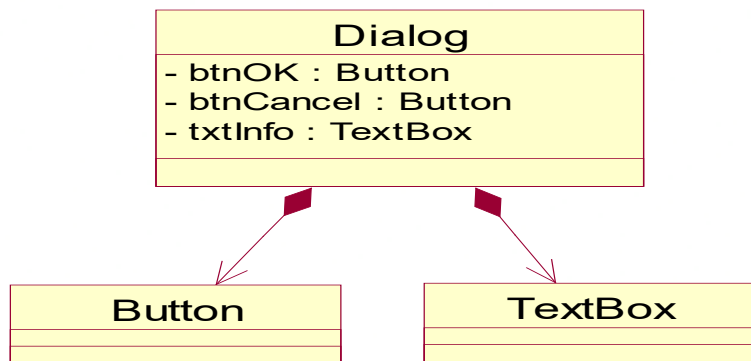 Dialog
- btnOK : Button
- btnCancel : Button
- txtInfo : TextBox
Button
TextBox